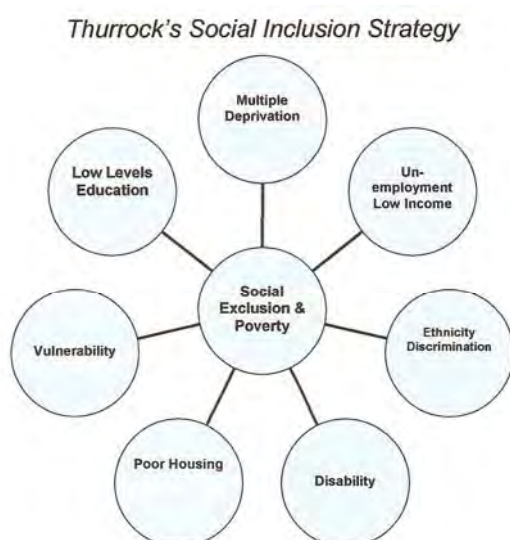 Thurrock's Social Inclusion Strategy
Multiple
Deprivation
Un-
employment
Low Income
Ethnicity
Discrimination
Disability
Poor Housing
Vulnerability
Low Levels
Education
Social
Exclusion &
Poverty